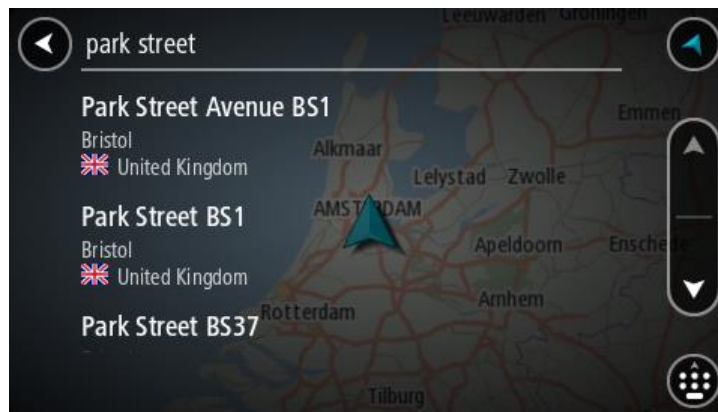 Leeuwarden Groningen
park street
Park Street Avenue BS1
Bristol
United Kingdom
Park Street BS1
Bristol
United Kingdom
Park Street BS37
Emmen
Alkmaar
Lelystad
Zwolle
AMSTERDAM
Apeldoorn
Enschede
Arnhem
Rotterdam
Tilburg